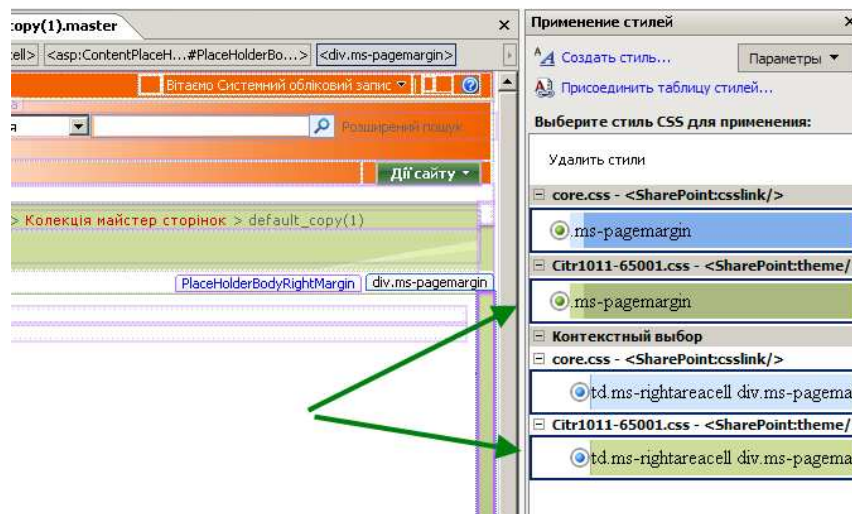 copy(1).master
ell>
<asp:ContentPlaceH...#PlaceHolderBo...>
<div.ms-pagemargin>
Вітаємо Системний обліковий запис
я
Розширений пошук
Дії сайту
> Колекція майстер сторінок > default_copy(1)
PlaceHolderBodyRightMargin
div.ms-pagemargin
Применение стилей
Создать стиль...
Параметры
Присоединить таблицу стилей...
Выберите стиль CSS для применения:
Удалить стили
core.css - <SharePoint:csslink/>
.ms-pagemargin
Citr1011-65001.css - <SharePoint:theme/
.ms-pagemargin
Контекстный выбор
core.css - <SharePoint:csslink/>
td.ms-rightareacell div.ms-pagema
Citr1011-65001.css - <SharePoint:theme/
td.ms-rightareacell div.ms-pagema